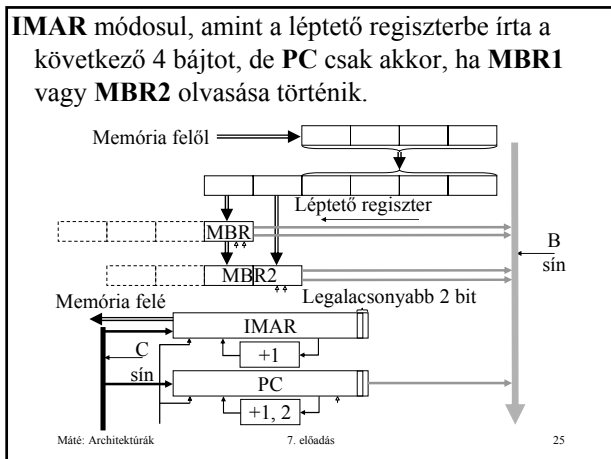 IMAR módosul, amint a léptető regiszterbe írta a
következő 4 bájtot, de PC csak akkor, ha MBR1
vagy MBR2 olvasása történik.
Memória felől
Léptető regiszter
MBR
B
sín
MBR2
Legalacsonyabb 2 bit
Memória felé
IMAR
+1
C
sín
PC
+1, 2
Máté: Architektúrák 7. előadás 25